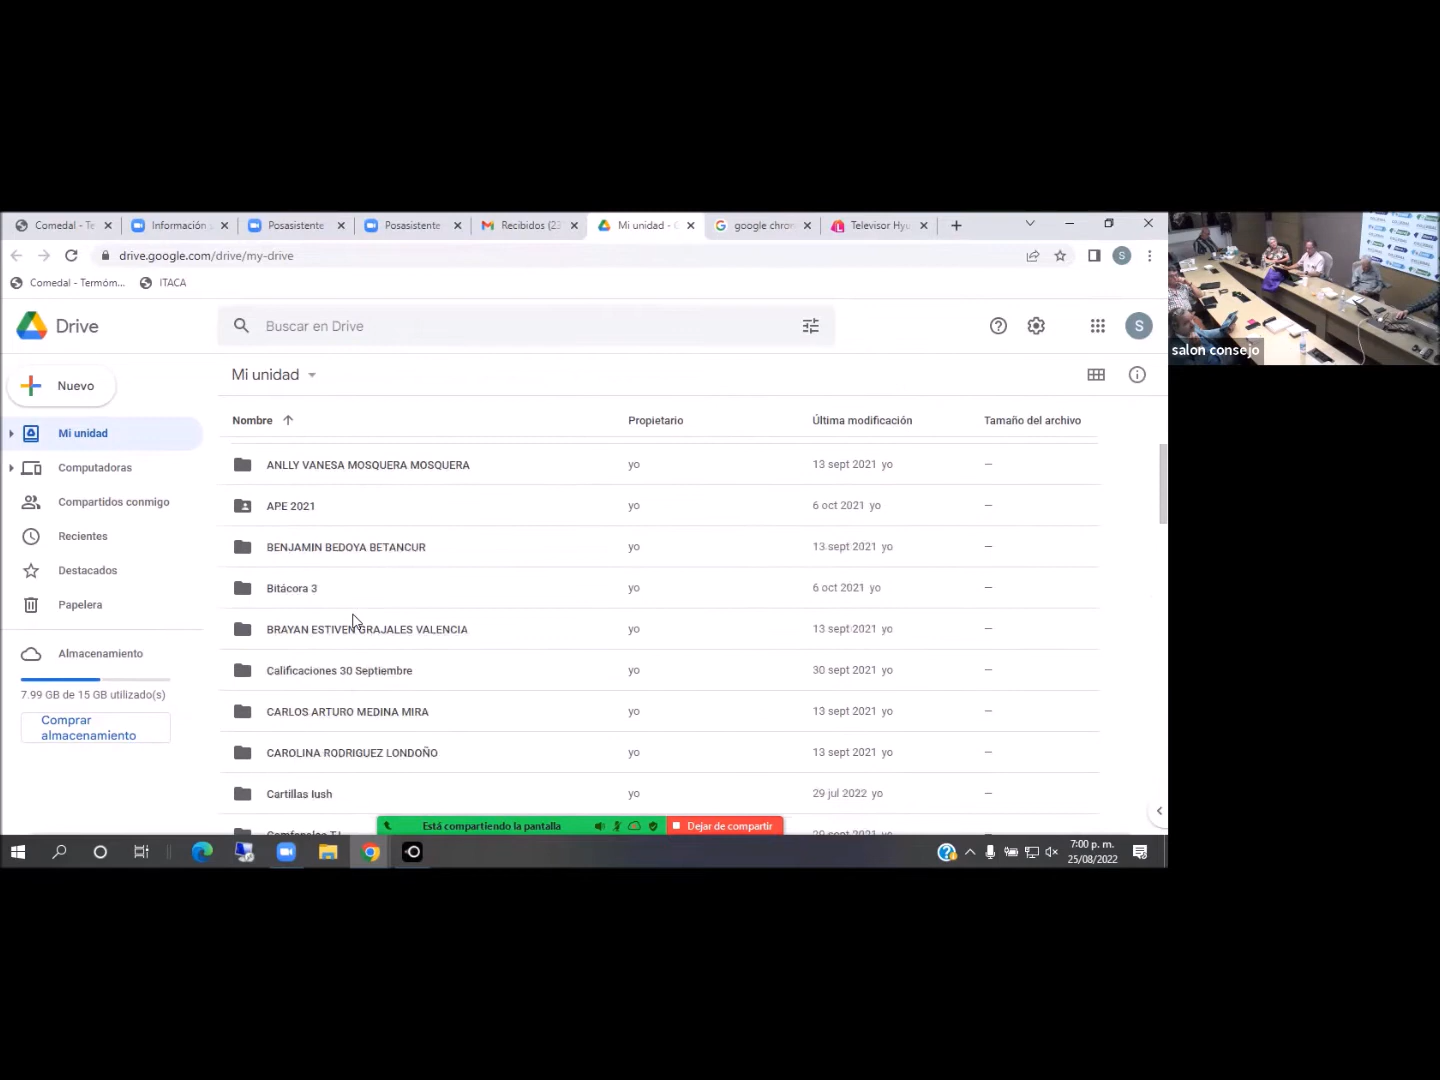 Comedal - Te
Información
Posasistente
Posasistente
Recibidos (23
Mi unidad - G
google chrom
Televisor Hyu
drive.google.com/drive/my-drive
S
Comedal - Termóm...
ITACA
Drive
Buscar en Drive
S
salon consejo
Nuevo
Mi unidad
Nombre
Propietario
Última modificación
Tamaño del archivo
Mi unidad
Computadoras
Compartidos conmigo
Recientes
Destacados
Papelera
Almacenamiento
7.99 GB de 15 GB utilizado(s)
Comprar
almacenamiento
ANLLY VANESA MOSQUERA MOSQUERA yo 13 sept 2021 yo —
APE 2021 yo 6 oct 2021 yo —
BENJAMIN BEDOYA BETANCUR yo 13 sept 2021 yo —
Bitácora 3 yo 6 oct 2021 yo —
BRAYAN ESTIVEN GRAJALES VALENCIA yo 13 sept 2021 yo —
Calificaciones 30 Septiembre yo 30 sept 2021 yo —
CARLOS ARTURO MEDINA MIRA yo 13 sept 2021 yo —
CAROLINA RODRIGUEZ LONDOÑO yo 13 sept 2021 yo —
Cartillas Iush yo 29 jul 2022 yo —
Está compartiendo la pantalla
Dejar de compartir
7:00 p. m.
25/08/2022